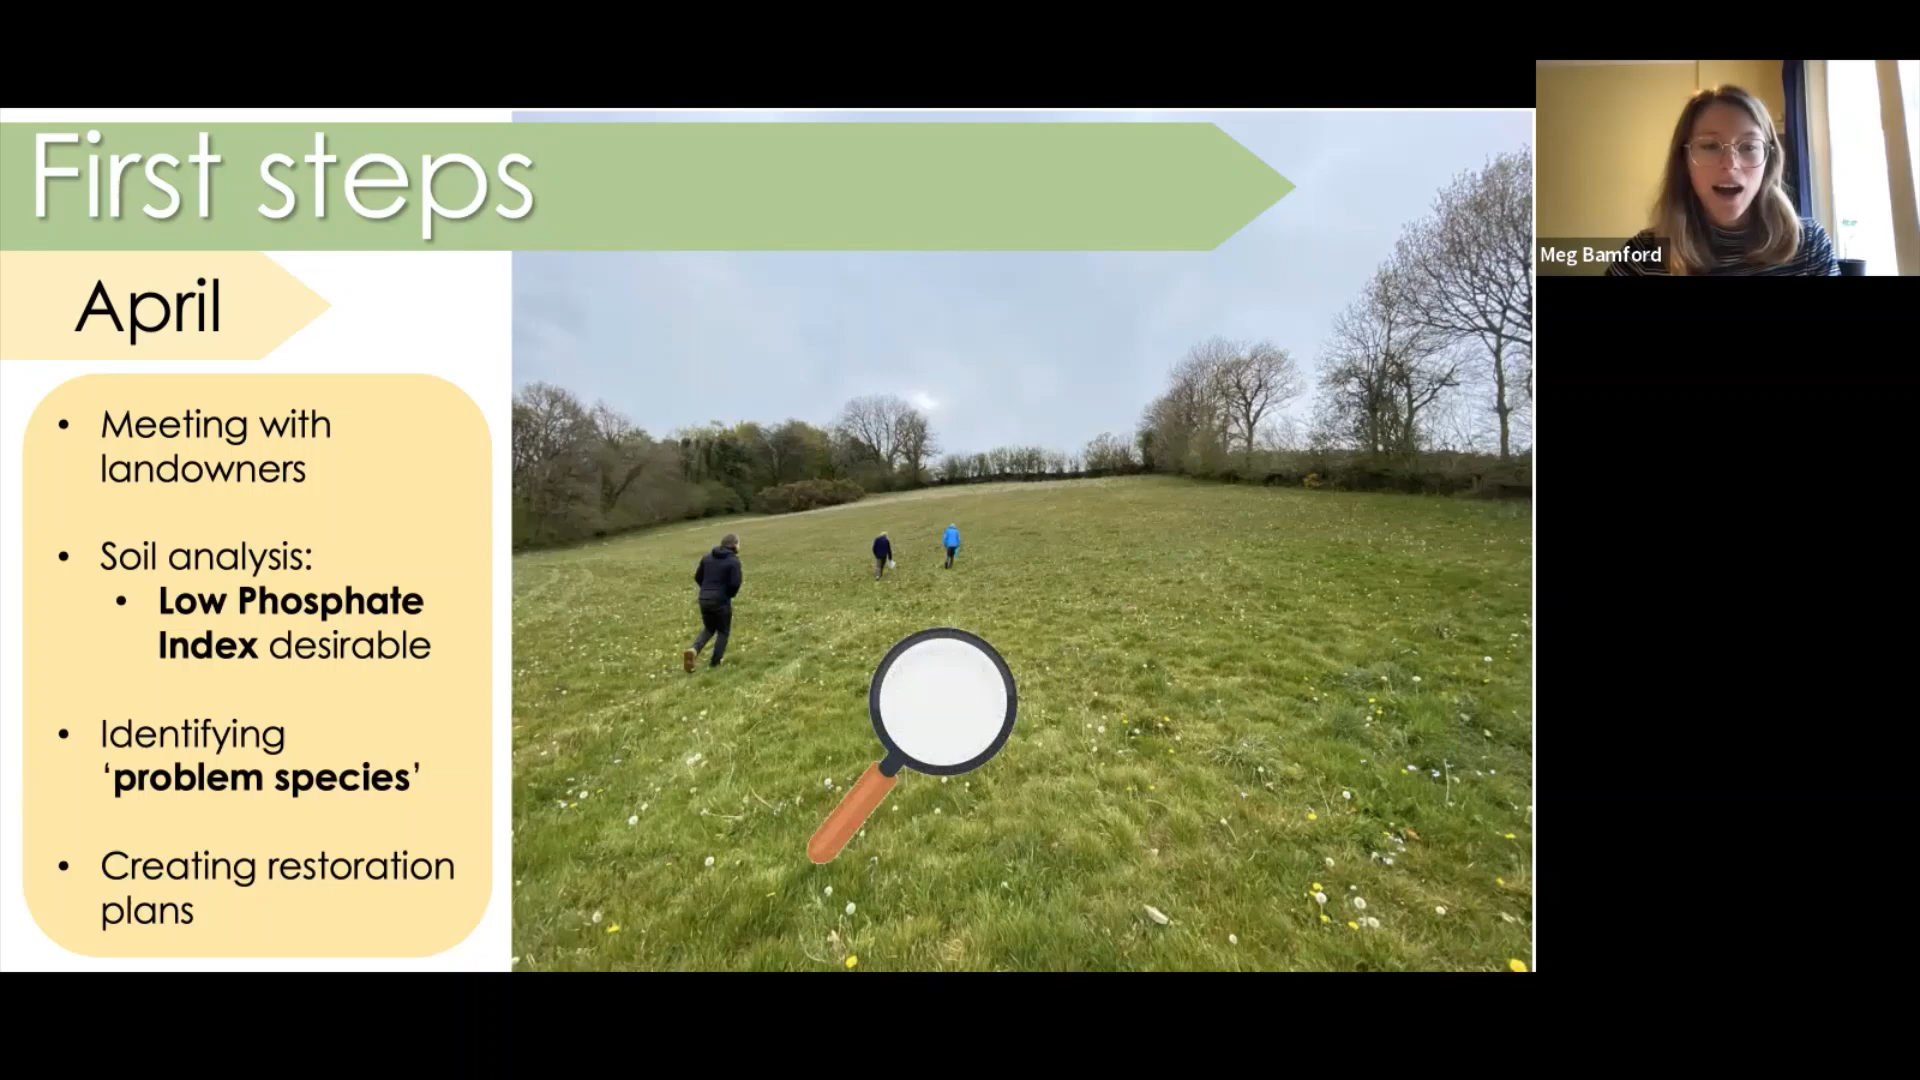 First steps
April
• Meeting with
landowners
• Soil analysis:
• Low Phosphate
Index desirable
• Identifying
‘problem species’
• Creating restoration
plans
Meg Bamford